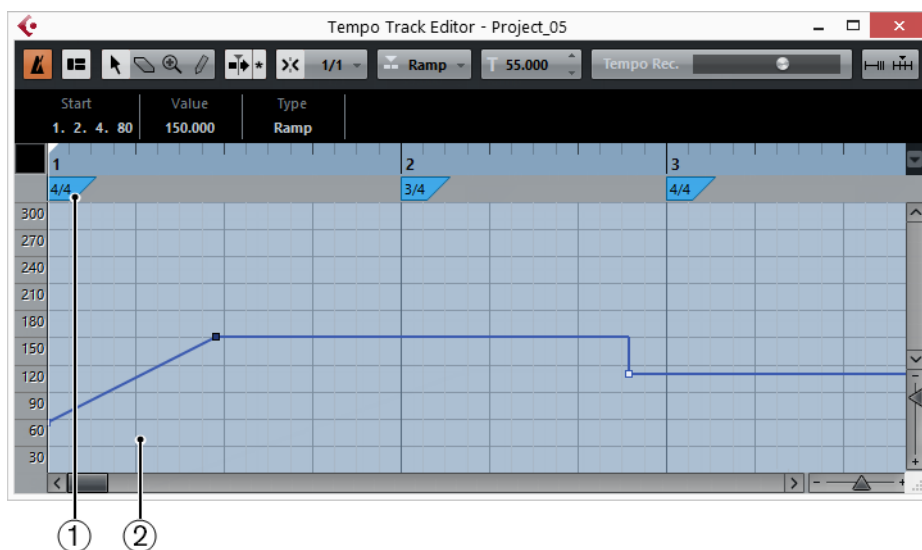 Tempo Track Editor - Project_05
1/1 Ramp T 55.000 Tempo Rec.
Start Value Type
1. 2. 4. 80 150.000 Ramp
1 2 3
4/4 3/4 4/4
300
270
240
210
180
150
120
90
60
30
1 2